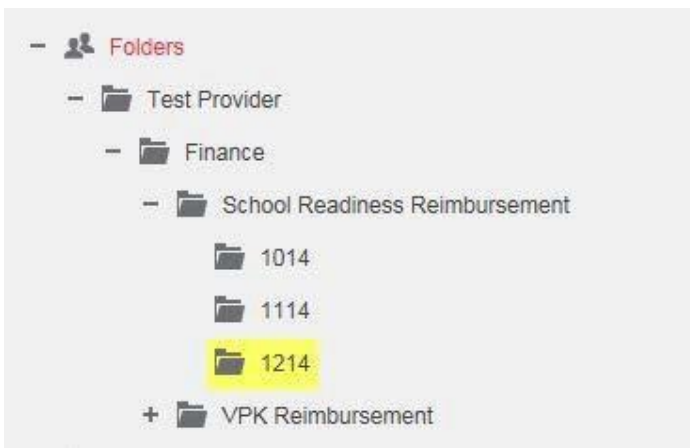 Folders
Test Provider
Finance
School Readiness Reimbursement
1014
1114
1214
VPK Reimbursement